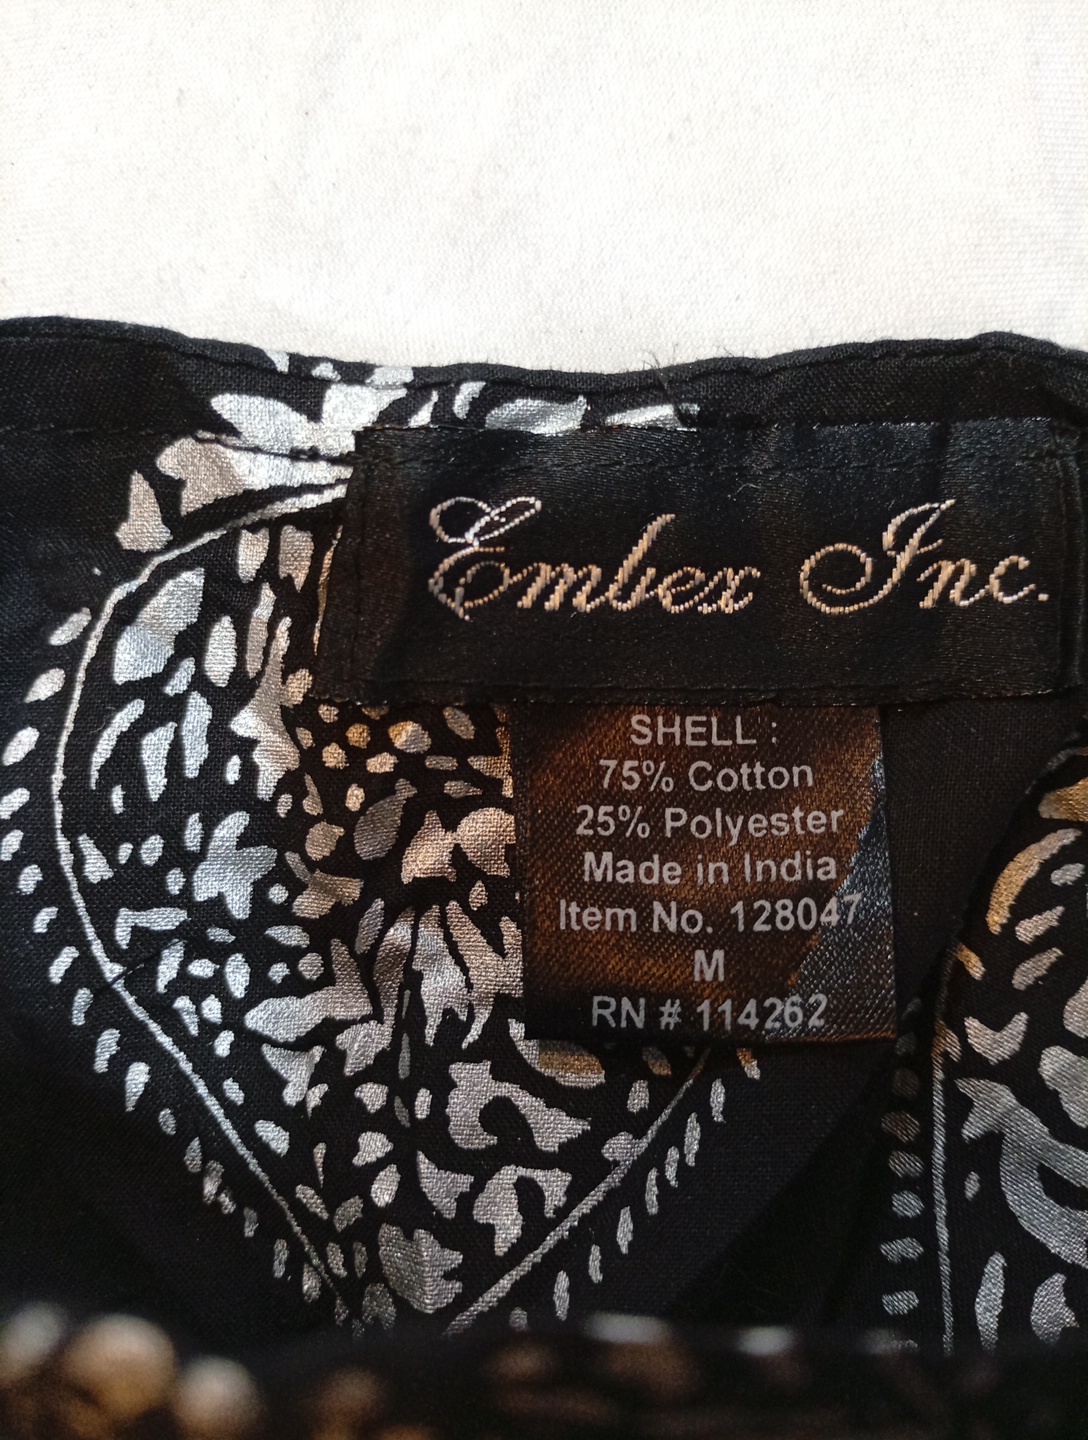 Embex Inc.
SHELL :
75% Cotton
25% Polyester
Made in India
Item No. 128047
M
RN # 114262